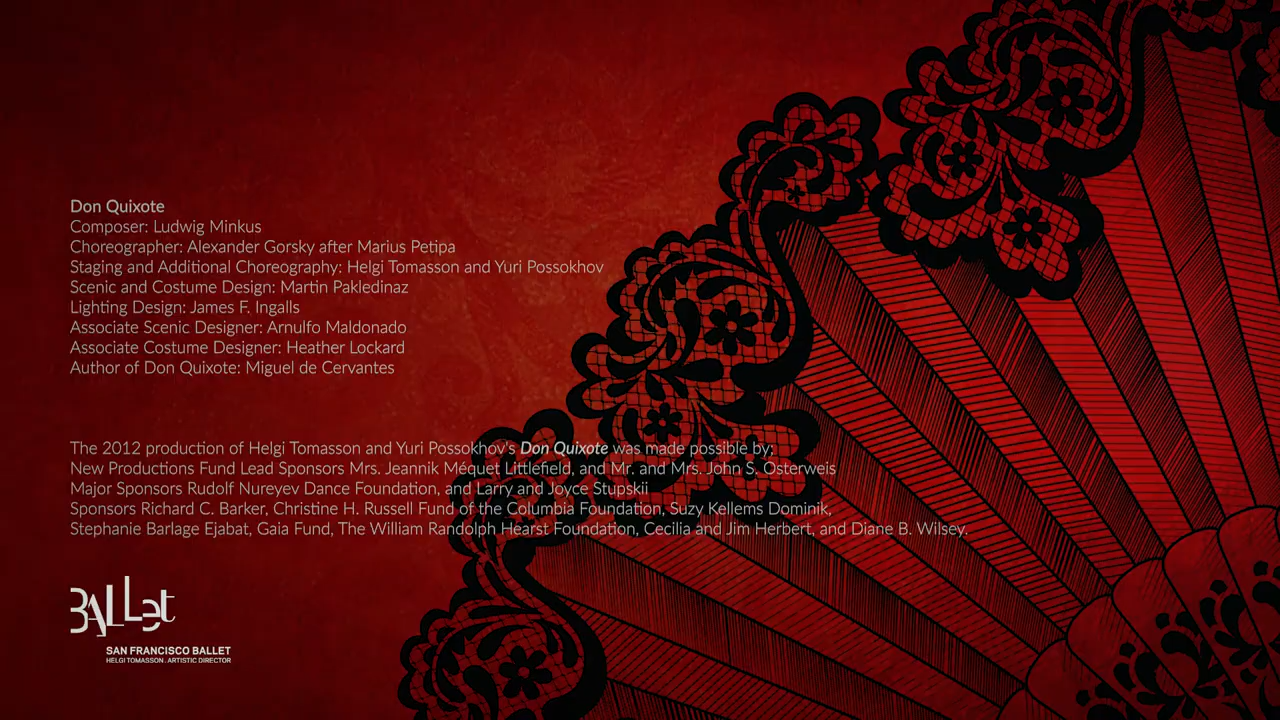 Don Quixote
Composer: Ludwig Minkus
Choreographer: Alexander Gorsky after Marius Petipa
Staging and Additional Choreography: Helgi Tomasson and Yuri Possokhov
Scenic and Costume Design: Martin Pakledinaz
Lighting Design: James F. Ingalls
Associate Scenic Designer: Arnulfo Maldonado
Associate Costume Designer: Heather Lockard
Author of Don Quixote: Miguel de Cervantes
The 2012 production of Helgi Tomasson and Yuri Possokhov's Don Quixote was made possible by;
New Productions Fund Lead Sponsors Mrs. Jeannik Méquet Littlefield, and Mr. and Mrs. John S. Osterweis
Major Sponsors Rudolf Nureyev Dance Foundation, and Larry and Joyce Stupskii
Sponsors Richard C. Barker, Christine H. Russell Fund of the Columbia Foundation, Suzy Kellems Dominik,
Stephanie Barlage Ejabat, Gaia Fund, The William Randolph Hearst Foundation, Cecilia and Jim Herbert, and Diane B. Wilsey.
BALLet
SAN FRANCISCO BALLET
HELGI TOMASSON . ARTISTIC DIRECTOR